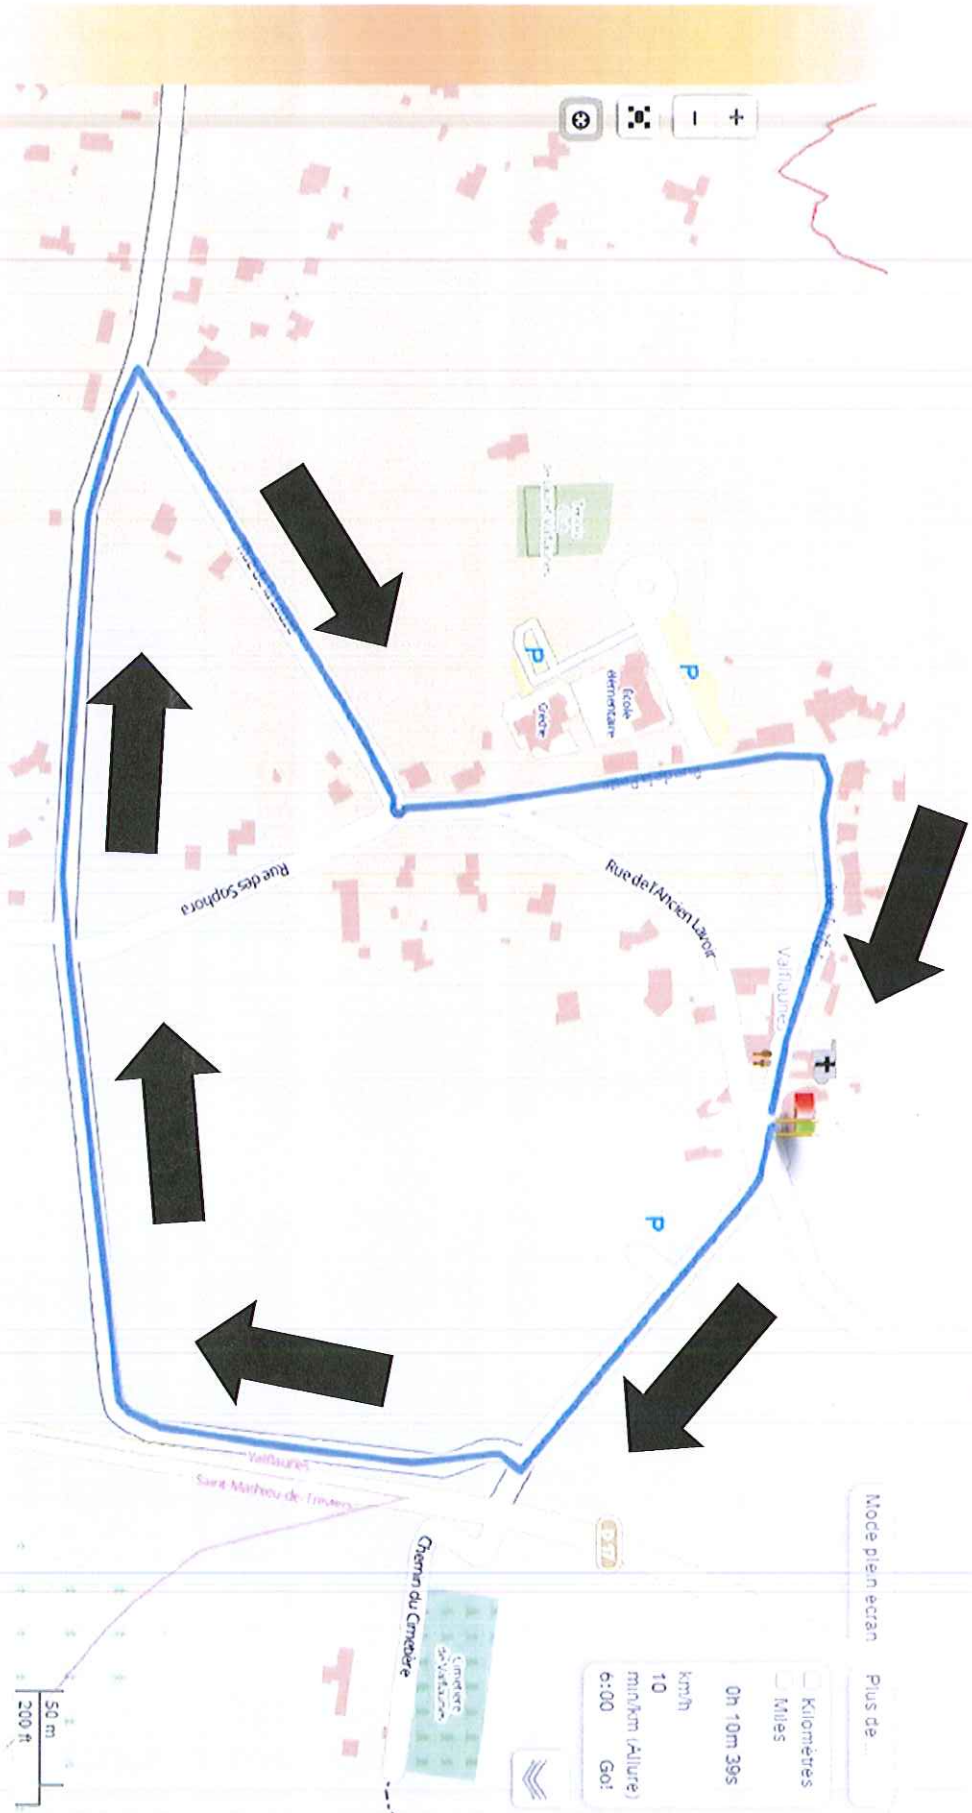 +
−
Mode plein écran
Plus de...
Kilomètres
Miles
0h 10m 39s
km/h
10
min/km (Allure)
6:00
Go!
P
École
élémentaire
P
Crèche
Rue de l'Ancien Lavoir
Valflaunès
Rue des Sophora
P
Valflaunès
Saint-Mathieu-de-Tréviers
Chemin du Cimetière
Cimetière
de Valflaunès
50 m
200 ft